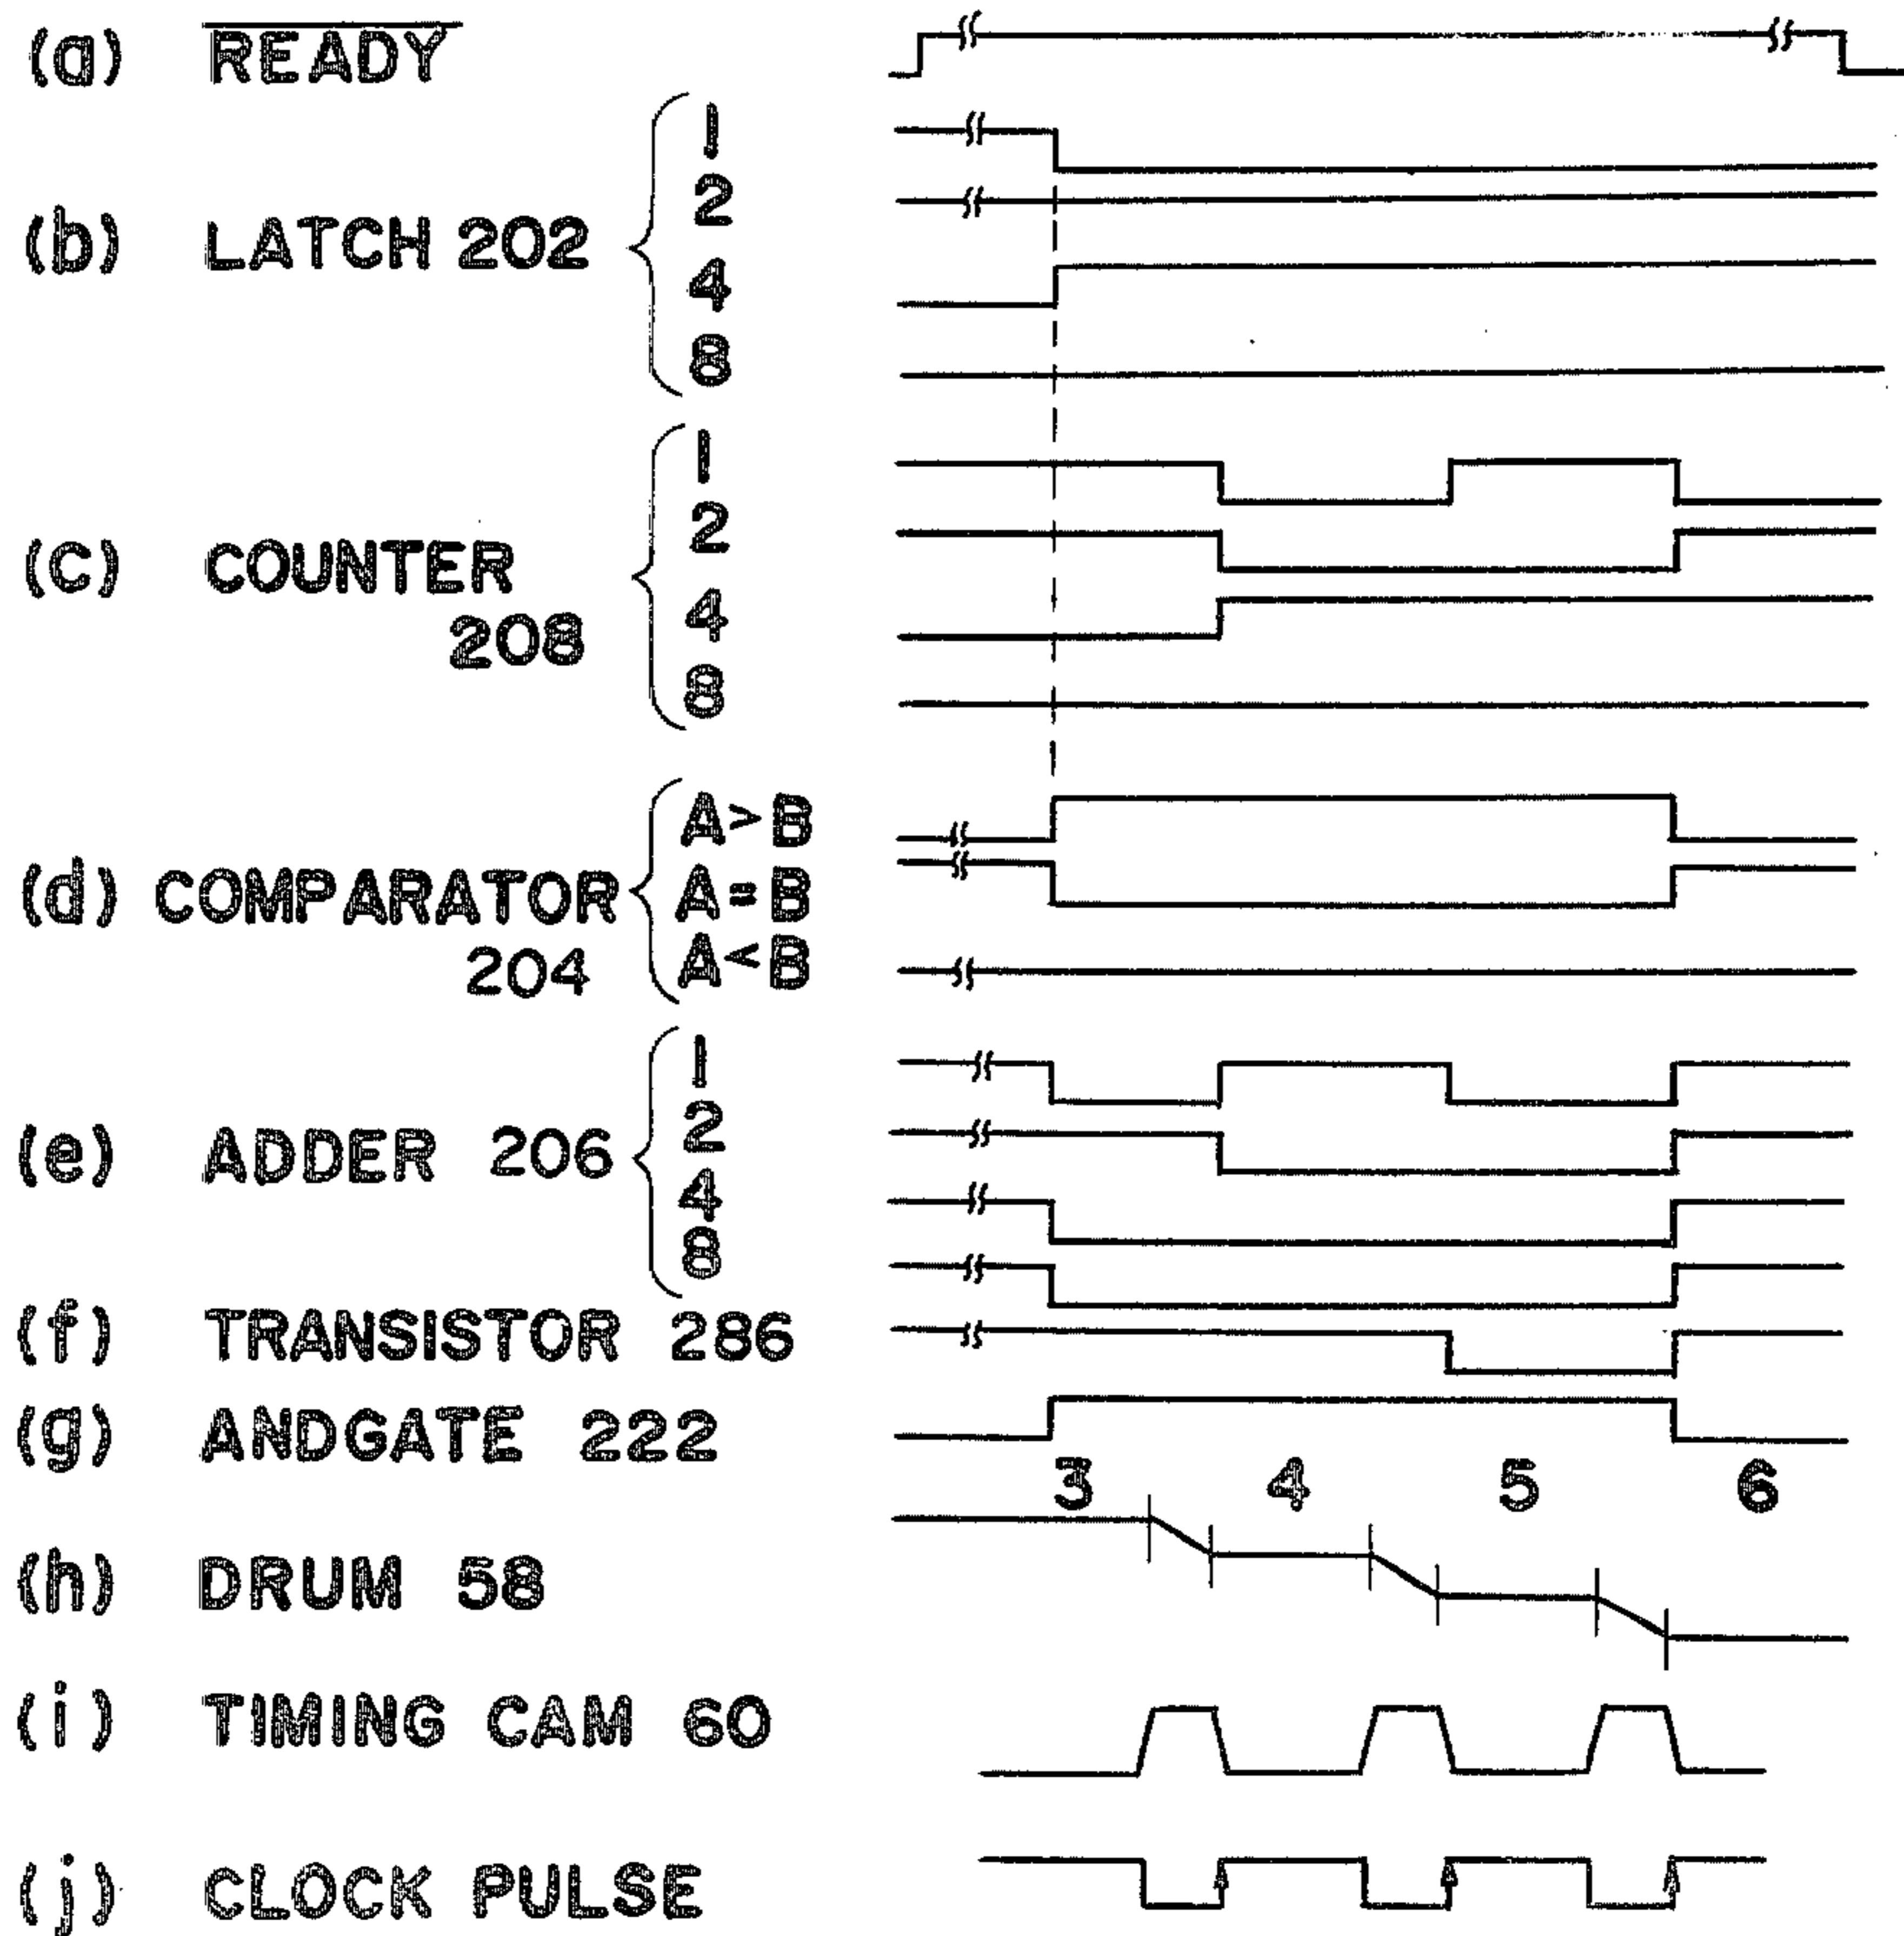 (a) READY
(b) LATCH 202
1
2
4
8
(c) COUNTER 208
1
2
4
8
(d) COMPARATOR 204
A>B
A=B
A<B
(e) ADDER 206
1
2
4
8
(f) TRANSISTOR 286
(g) ANDGATE 222
3 4 5 6
(h) DRUM 58
(i) TIMING CAM 60
(j) CLOCK PULSE